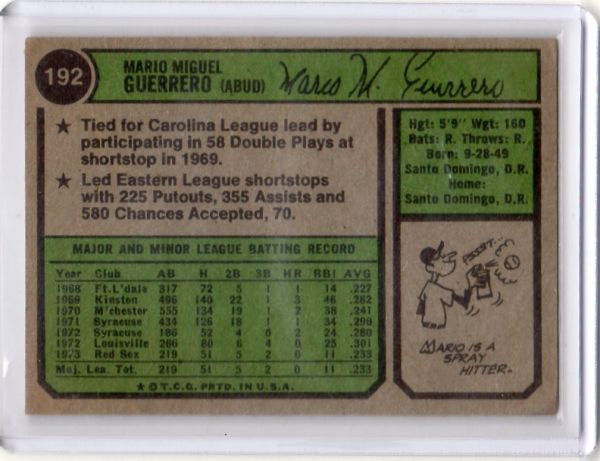 192
MARIO MIGUEL
GUERRERO (ABUD)
Mario M. Guerrero
★ Tied for Carolina League lead by
participating in 58 Double Plays at
shortstop in 1969.
★ Led Eastern League shortstops
with 225 Putouts, 355 Assists and
580 Chances Accepted, 70.
Hgt: 5'9" Wgt: 160
Bats: R. Throws: R.
Born: 9-28-49
Santo Domingo, D.R.
Home:
Santo Domingo, D.R.
MAJOR AND MINOR LEAGUE BATTING RECORD
Year Club AB H 2B 3B HR RBI AVG
1968 Ft.L'dale 317 72 5 1 1 14 .227
1969 Kinston 496 140 22 1 3 46 .282
1970 M'chester 555 134 19 1 2 38 .241
1971 Syracuse 434 126 18 1 1 34 .290
1972 Syracuse 186 52 4 0 2 24 .280
1972 Louisville 266 80 6 4 0 25 .301
1973 Red Sox 219 51 5 2 0 11 .233
Maj. Lea. Tot. 219 51 5 2 0 11 .233
★ © T.C.G. PRTD. IN U.S.A.
PSSST..
MARIO IS A
SPRAY
HITTER.